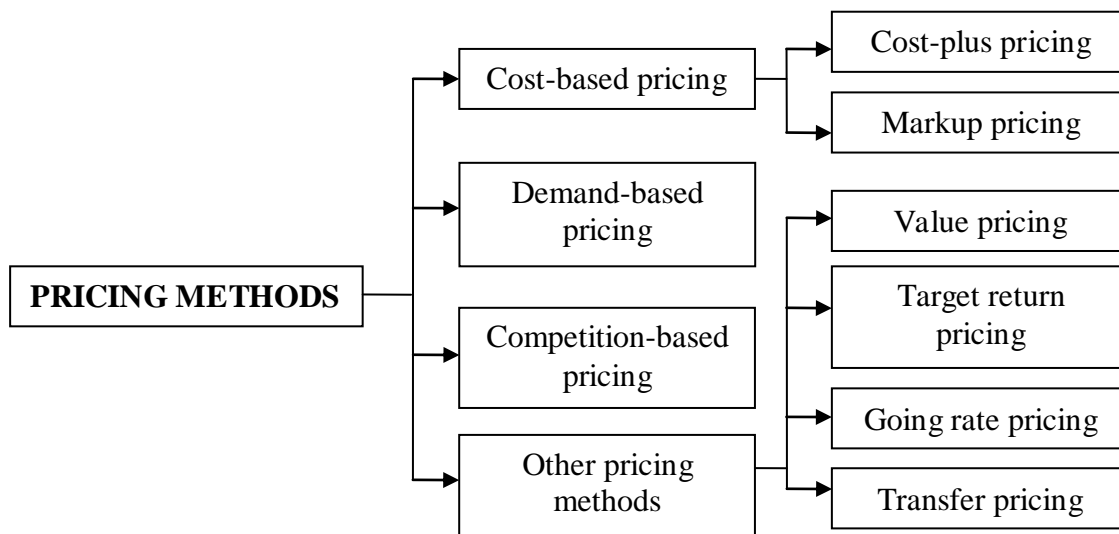 PRICING METHODS
Cost-based pricing
Cost-plus pricing
Markup pricing
Demand-based
pricing
Competition-based
pricing
Other pricing
methods
Value pricing
Target return
pricing
Going rate pricing
Transfer pricing